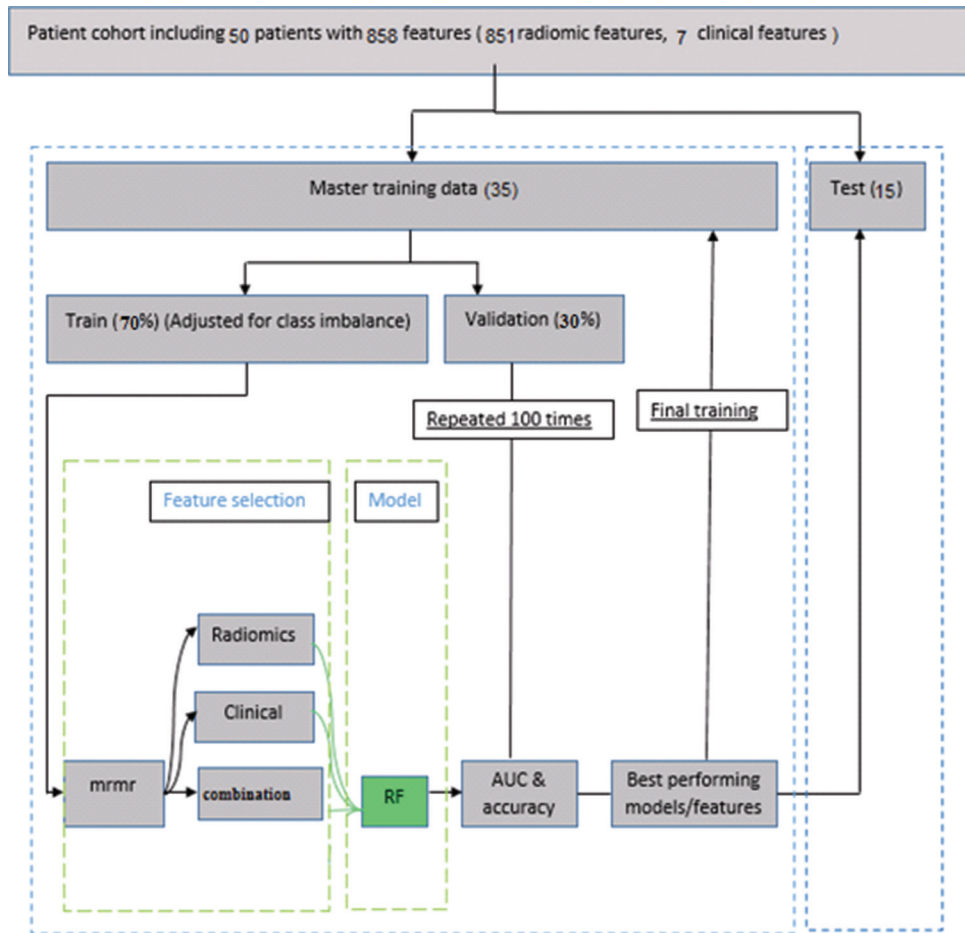 Patient cohort including 50 patients with 858 features ( 851 radiomic features, 7 clinical features )
Master training data (35)
Test (15)
Train (70%) (Adjusted for class imbalance)
Validation (30%)
Repeated 100 times
Final training
Feature selection
Model
Radiomics
Clinical
mrmr
combination
RF
AUC &
accuracy
Best performing
models/features